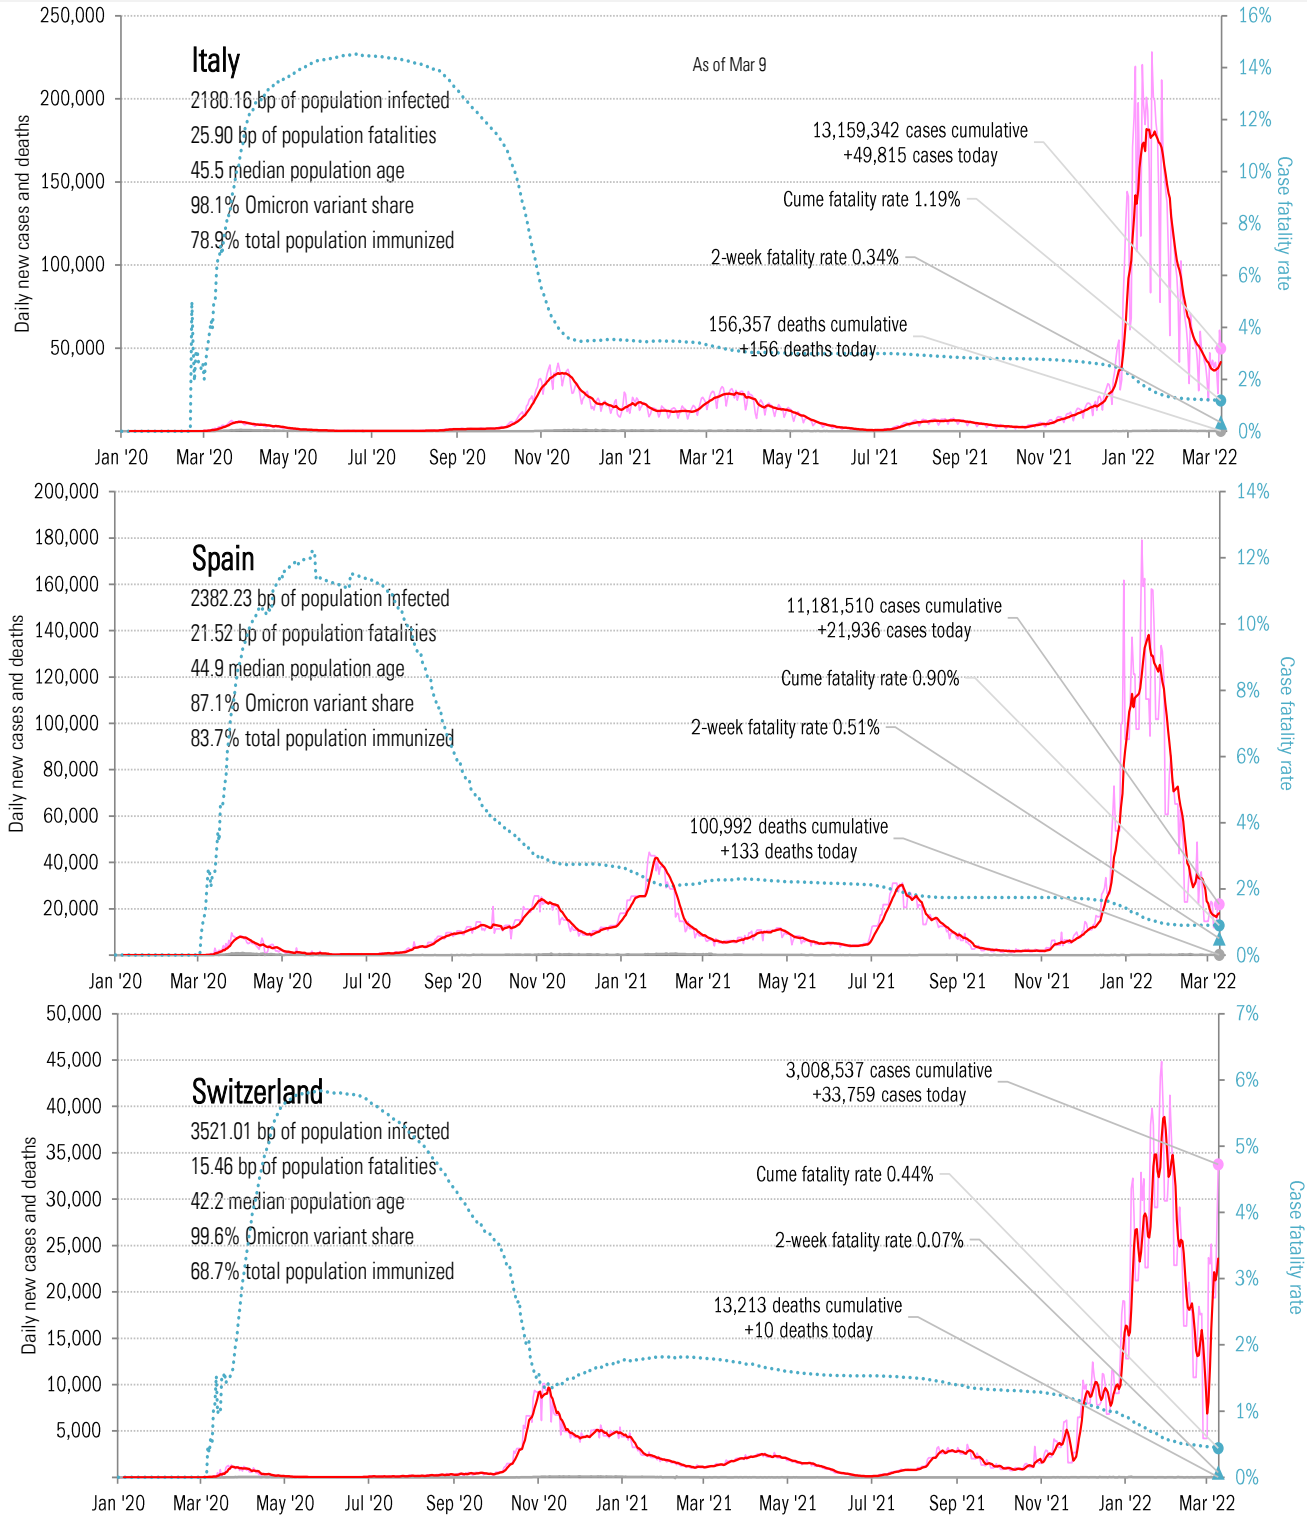 250,000
16%
Italy
As of Mar 9
14%
2180.16 bp of population infected
200,000
12%
25.90 bp of population fatalities
13,159,342 cases cumulative
+49,815 cases today
45.5 median population age
150,000
10%
98.1% Omicron variant share
Cume fatality rate 1.19%
8%
78.9% total population immunized
2-week fatality rate 0.34%
100,000
6%
156,357 deaths cumulative
+156 deaths today
4%
50,000
2%
0%
Daily new cases and deaths
Case fatality rate
Jan '20 Mar '20 May '20 Jul '20 Sep '20 Nov '20 Jan '21 Mar '21 May '21 Jul '21 Sep '21 Nov '21 Jan '22 Mar '22
200,000
14%
180,000
Spain
12%
160,000
2382.23 bp of population infected
11,181,510 cases cumulative
+21,936 cases today
140,000
10%
21.52 bp of population fatalities
44.9 median population age
120,000
Cume fatality rate 0.90%
8%
87.1% Omicron variant share
100,000
2-week fatality rate 0.51%
83.7% total population immunized
80,000
6%
60,000
4%
100,992 deaths cumulative
+133 deaths today
40,000
2%
20,000
0%
Daily new cases and deaths
Case fatality rate
Jan '20 Mar '20 May '20 Jul '20 Sep '20 Nov '20 Jan '21 Mar '21 May '21 Jul '21 Sep '21 Nov '21 Jan '22 Mar '22
50,000
7%
45,000
3,008,537 cases cumulative
+33,759 cases today
6%
Switzerland
40,000
3521.01 bp of population infected
35,000
5%
15.46 bp of population fatalities
Cume fatality rate 0.44%
30,000
42.2 median population age
4%
99.6% Omicron variant share
2-week fatality rate 0.07%
25,000
68.7% total population immunized
3%
20,000
13,213 deaths cumulative
+10 deaths today
15,000
2%
10,000
1%
5,000
0%
Daily new cases and deaths
Case fatality rate
Jan '20 Mar '20 May '20 Jul '20 Sep '20 Nov '20 Jan '21 Mar '21 May '21 Jul '21 Sep '21 Nov '21 Jan '22 Mar '22